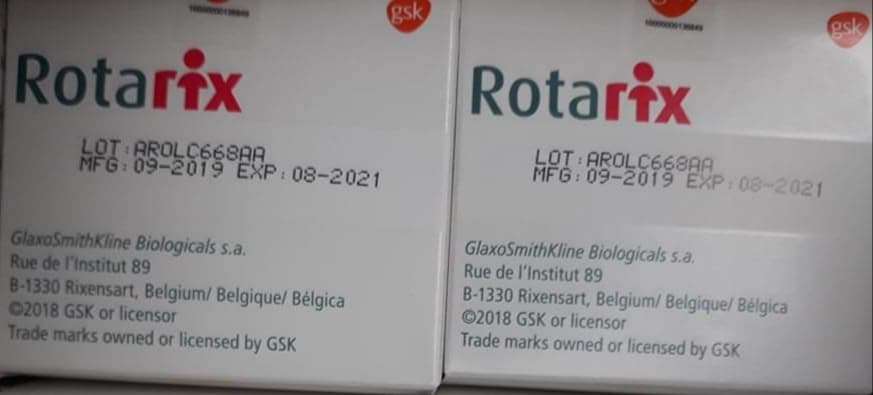 gsk
Rotarix
LOT : AROLC668AA
MFG : 09-2019 EXP : 08-2021
GlaxoSmithKline Biologicals s.a.
Rue de l'Institut 89
B-1330 Rixensart, Belgium/ Belgique/ Bélgica
©2018 GSK or licensor
Trade marks owned or licensed by GSK
gsk
Rotarix
LOT : AROLC668AA
MFG : 09-2019 EXP : 08-2021
GlaxoSmithKline Biologicals s.a.
Rue de l'Institut 89
B-1330 Rixensart, Belgium/ Belgique/ Bélgica
©2018 GSK or licensor
Trade marks owned or licensed by GSK